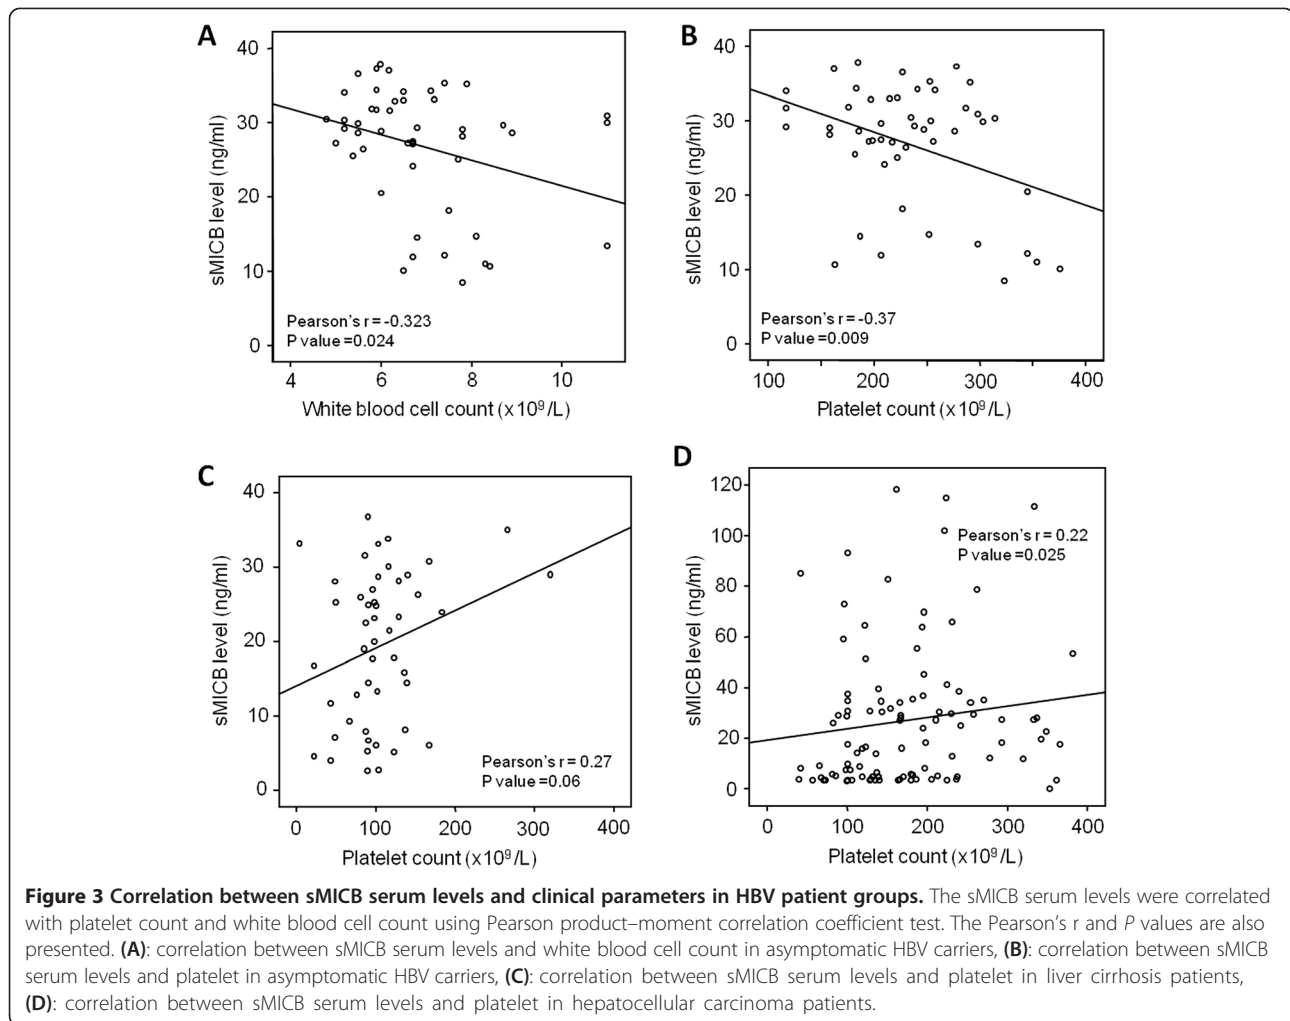 A
40
30
20
10
0
sMICB level (ng/ml)
Pearson's r = -0.323
P value =0.024
4 6 8 10
White blood cell count (x10⁹/L)
B
120
40
30
20
10
0
sMICB level (ng/ml)
Pearson's r = -0.37
P value =0.009
100 200 300 400
Platelet count (x10⁹/L)
C
40
30
20
10
0
sMICB level (ng/ml)
Pearson's r = 0.27
P value =0.06
0 100 200 300 400
Platelet count (x10⁹/L)
D
120
100
80
60
40
20
0
sMICB level (ng/ml)
Pearson's r = 0.22
P value =0.025
0 100 200 300 400
Platelet count (x10⁹/L)
Figure 3 Correlation between sMICB serum levels and clinical parameters in HBV patient groups. The sMICB serum levels were correlated
with platelet count and white blood cell count using Pearson product–moment correlation coefficient test. The Pearson's r and P values are also
presented. (A): correlation between sMICB serum levels and white blood cell count in asymptomatic HBV carriers, (B): correlation between sMICB
serum levels and platelet in asymptomatic HBV carriers, (C): correlation between sMICB serum levels and platelet in liver cirrhosis patients,
(D): correlation between sMICB serum levels and platelet in hepatocellular carcinoma patients.